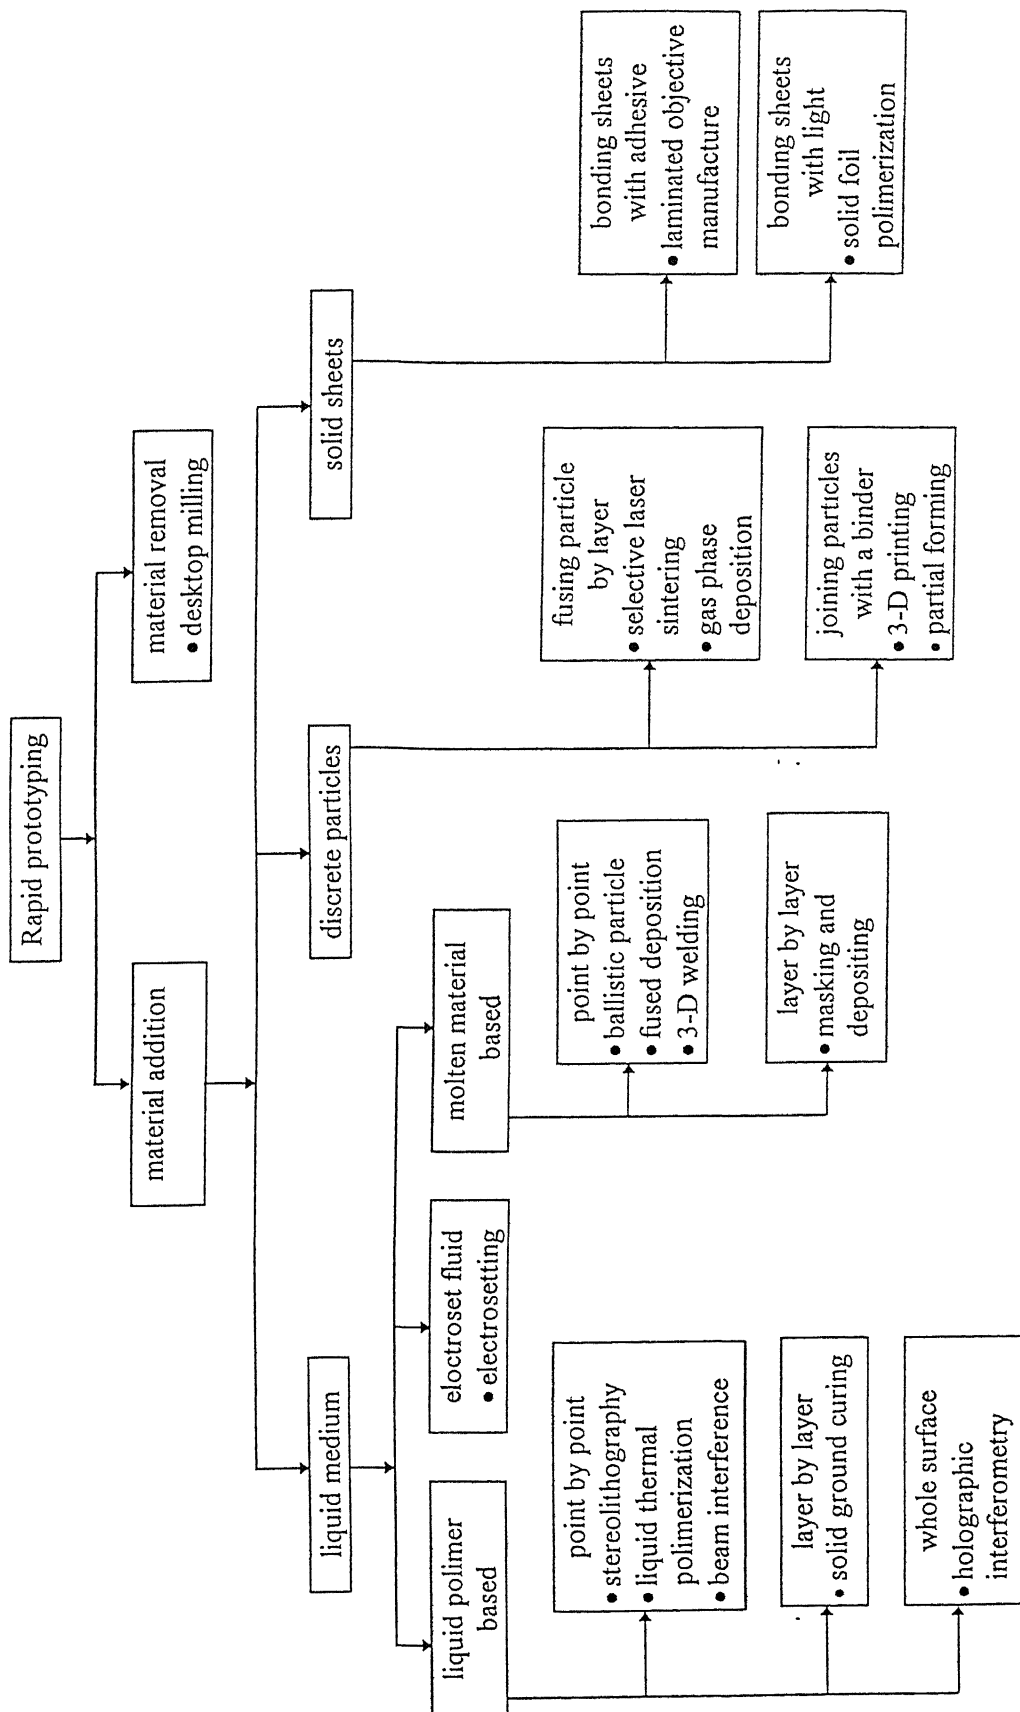 Rapid prototyping
material addition
material removal
• desktop milling
liquid medium
discrete particles
solid sheets
liquid polimer
based
eloctroset fluid
• electrosetting
molten material
based
point by point
• stereolithography
• liquid thermal
polimerization
• beam interference
layer by layer
• solid ground curing
whole surface
• holographic
interferometry
point by point
• ballistic particle
• fused deposition
• 3-D welding
layer by layer
• masking and
depositing
fusing particle
by layer
• selective laser
sintering
• gas phase
deposition
joining particles
with a binder
• 3-D printing
• partial forming
bonding sheets
with adhesive
• laminated objective
manufacture
bonding sheets
with light
• solid foil
polimerization